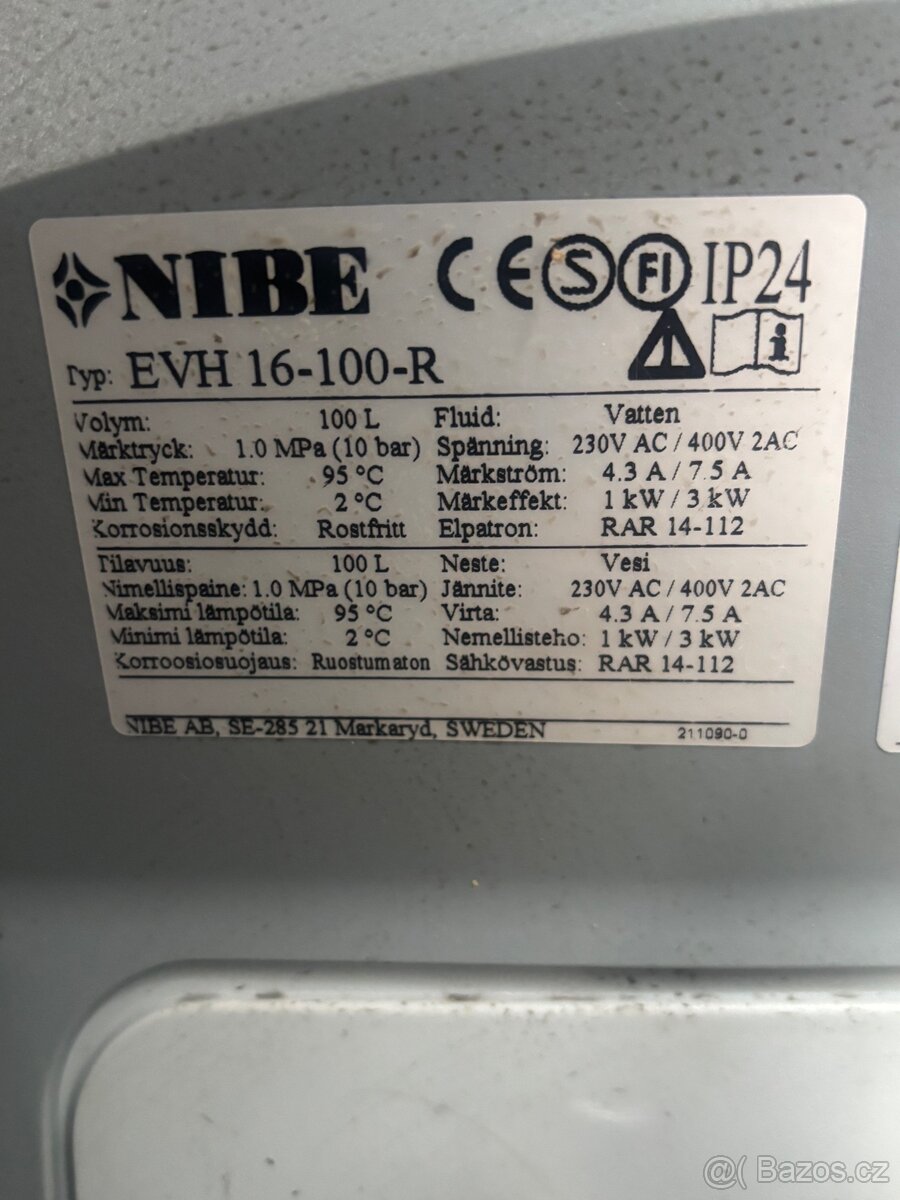 NIBE CE S FI IP24
Typ: EVH 16-100-R
Volym: 100 L Fluid: Vatten
Märktryck: 1.0 MPa (10 bar) Spänning: 230V AC / 400V 2AC
Max Temperatur: 95 °C Märkström: 4.3 A / 7.5 A
Min Temperatur: 2 °C Märkeffekt: 1 kW / 3 kW
Korrosionsskydd: Rostfritt Elpatron: RAR 14-112
Tilavuus: 100 L Neste: Vesi
Nimellispaine: 1.0 MPa (10 bar) Jännite: 230V AC / 400V 2AC
Maksimi lämpötila: 95 °C Virta: 4.3 A / 7.5 A
Minimi lämpötila: 2 °C Nemellisteho: 1 kW / 3 kW
Korroosiosuojaus: Ruostumaton Sähkövastus: RAR 14-112
NIBE AB, SE-285 21 Markaryd, SWEDEN 211090-0
@( Bazos.cz